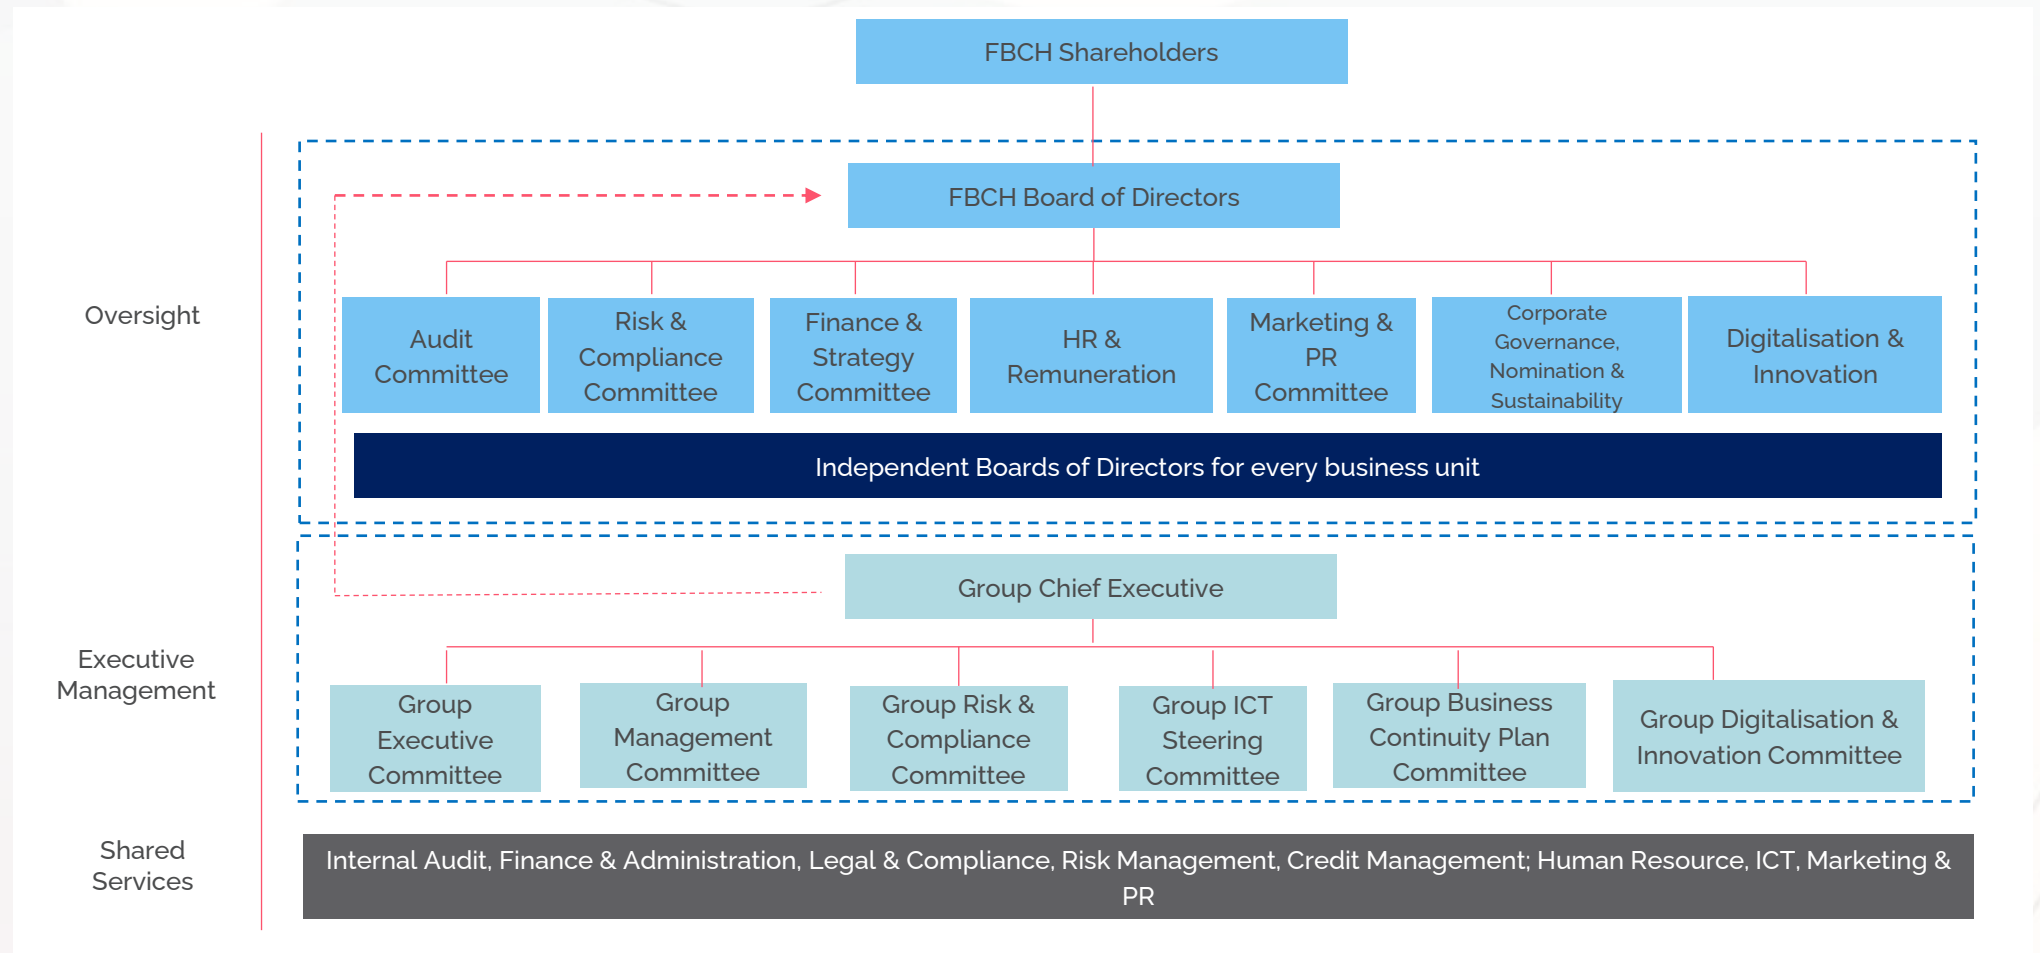 FBCH Shareholders
FBCH Board of Directors
Oversight
Audit
Committee
Risk &
Compliance
Committee
Finance &
Strategy
Committee
HR &
Remuneration
Marketing &
PR
Committee
Corporate
Governance,
Nomination &
Sustainability
Digitalisation &
Innovation
Independent Boards of Directors for every business unit
Group Chief Executive
Executive
Management
Group
Executive
Committee
Group
Management
Committee
Group Risk &
Compliance
Committee
Group ICT
Steering
Committee
Group Business
Continuity Plan
Committee
Group Digitalisation &
Innovation Committee
Shared
Services
Internal Audit, Finance & Administration, Legal & Compliance, Risk Management, Credit Management; Human Resource, ICT, Marketing &
PR